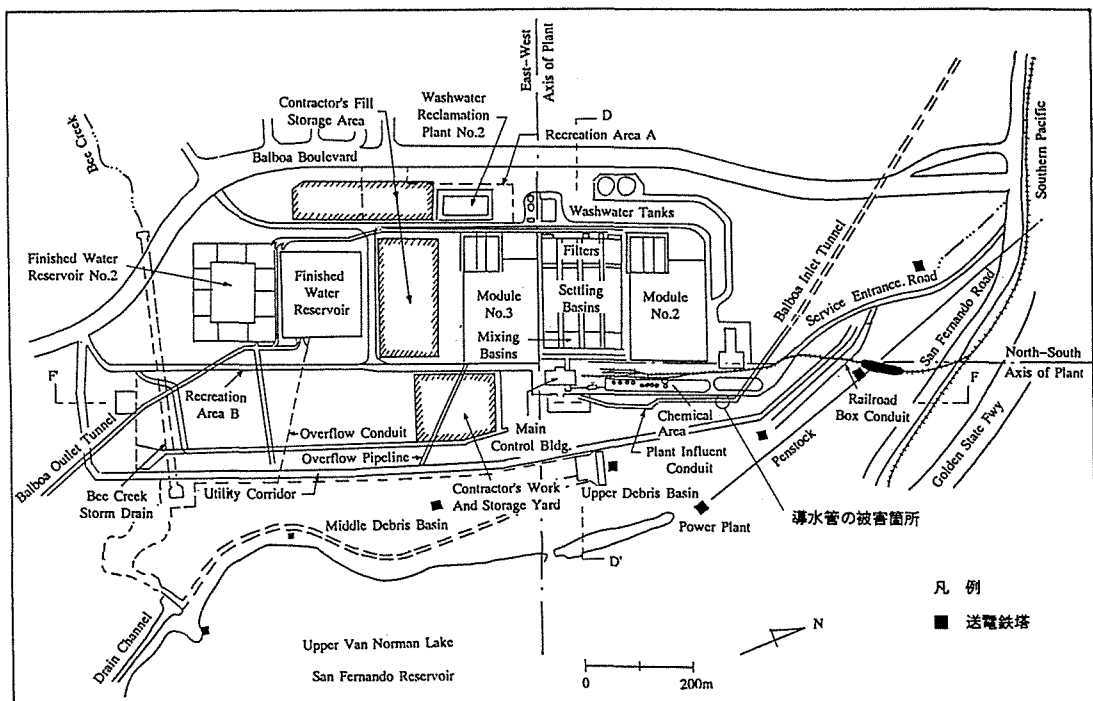 East-West
Axis of Plant
Contractor's Fill
Storage Area
Washwater
Reclamation
Plant No.2
D
Recreation Area A
Bee Creek
Balboa Boulevard
Washwater Tanks
Southern Pacific
Finished Water
Reservoir No.2
Finished
Water
Reservoir
Module
No.3
Filters
Settling
Basins
Module
No.2
Mixing
Basins
Balboa Inlet Tunnel
Service Entrance. Road
San Fernando Road
North-South
Axis of Plant
F'
F
Recreation
Area B
Railroad
Box Conduit
Golden State Fwy
Main
Control Bldg.
Chemical
Area
Plant Influent
Conduit
Penstock
Balboa Outlet Tunnel
Overflow Conduit
Overflow Pipeline
Bee Creek
Storm Drain
Utility Corridor
Contractor's Work
And Storage Yard
Upper Debris Basin
Power Plant
導水管の被害箇所
Middle Debris Basin
D'
凡 例
■ 送電鉄塔
Drain Channel
Upper Van Norman Lake
San Fernando Reservoir
N
0 200m